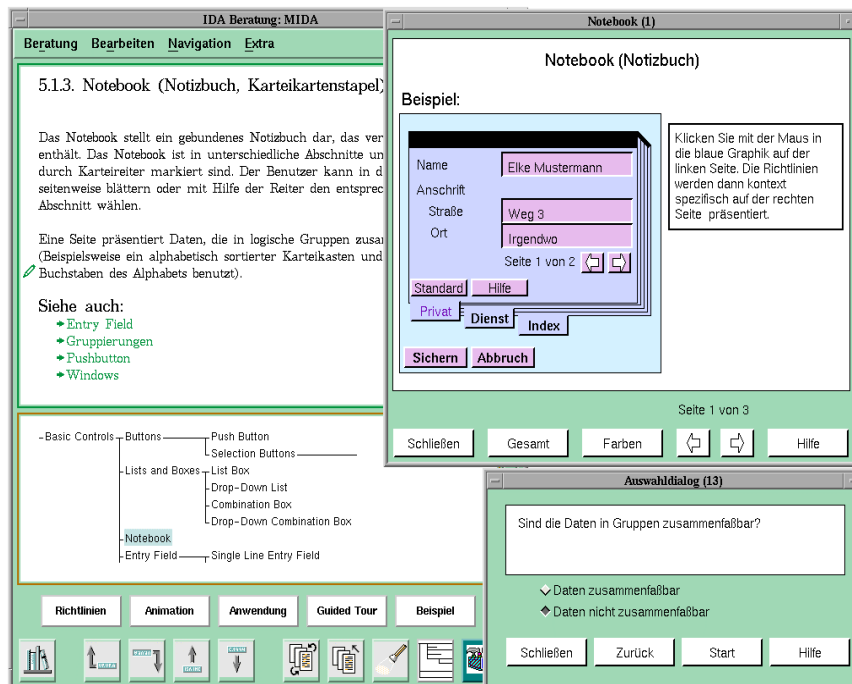 IDA Beratung: MIDA
Beratung Bearbeiten Navigation Extra
5.1.3. Notebook (Notizbuch, Karteikartenstapel)
Das Notebook stellt ein gebundenes Notizbuch dar, das ver
enthält. Das Notebook ist in unterschiedliche Abschnitte un
durch Karteireiter markiert sind. Der Benutzer kann in d
seitenweise blättern oder mit Hilfe der Reiter den entsprec
Abschnitt wählen.
Eine Seite präsentiert Daten, die in logische Gruppen zusa
(Beispielsweise ein alphabetisch sortierter Karteikasten und
Buchstaben des Alphabets benutzt).
Siehe auch:
Entry Field
Gruppierungen
Pushbutton
Windows
Basic Controls Buttons Push Button
Selection Buttons
Lists and Boxes List Box
Drop-Down List
Combination Box
Drop-Down Combination Box
Notebook
Entry Field Single Line Entry Field
Richtlinien Animation Anwendung Guided Tour Beispiel
Notebook (1)
Notebook (Notizbuch)
Beispiel:
Name Elke Mustermann
Anschrift
Straße Weg 3
Ort Irgendwo
Seite 1 von 2
Standard Hilfe
Privat Dienst Index
Sichern Abbruch
Klicken Sie mit der Maus in
die blaue Graphik auf der
linken Seite. Die Richtlinien
werden dann kontext
spezifisch auf der rechten
Seite präsentiert.
Seite 1 von 3
Schließen Gesamt Farben Hilfe
Auswahldialog (13)
Sind die Daten in Gruppen zusammenfaßbar?
Daten zusammenfaßbar
Daten nicht zusammenfaßbar
Schließen Zurück Start Hilfe